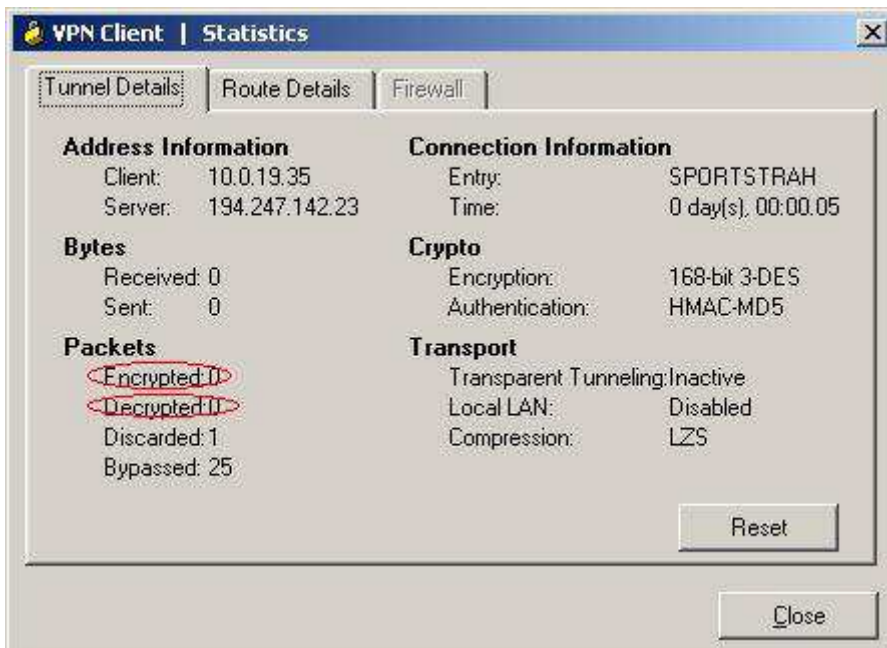 VPN Client | Statistics
Tunnel Details
Route Details
Firewall
Address Information
Client: 10.0.19.35
Server: 194.247.142.23
Bytes
Received: 0
Sent: 0
Packets
Encrypted: 0
Decrypted: 0
Discarded: 1
Bypassed: 25
Connection Information
Entry: SPORTSTRAH
Time: 0 day(s), 00:00.05
Crypto
Encryption: 168-bit 3-DES
Authentication: HMAC-MD5
Transport
Transparent Tunneling: Inactive
Local LAN: Disabled
Compression: LZS
Reset
Close